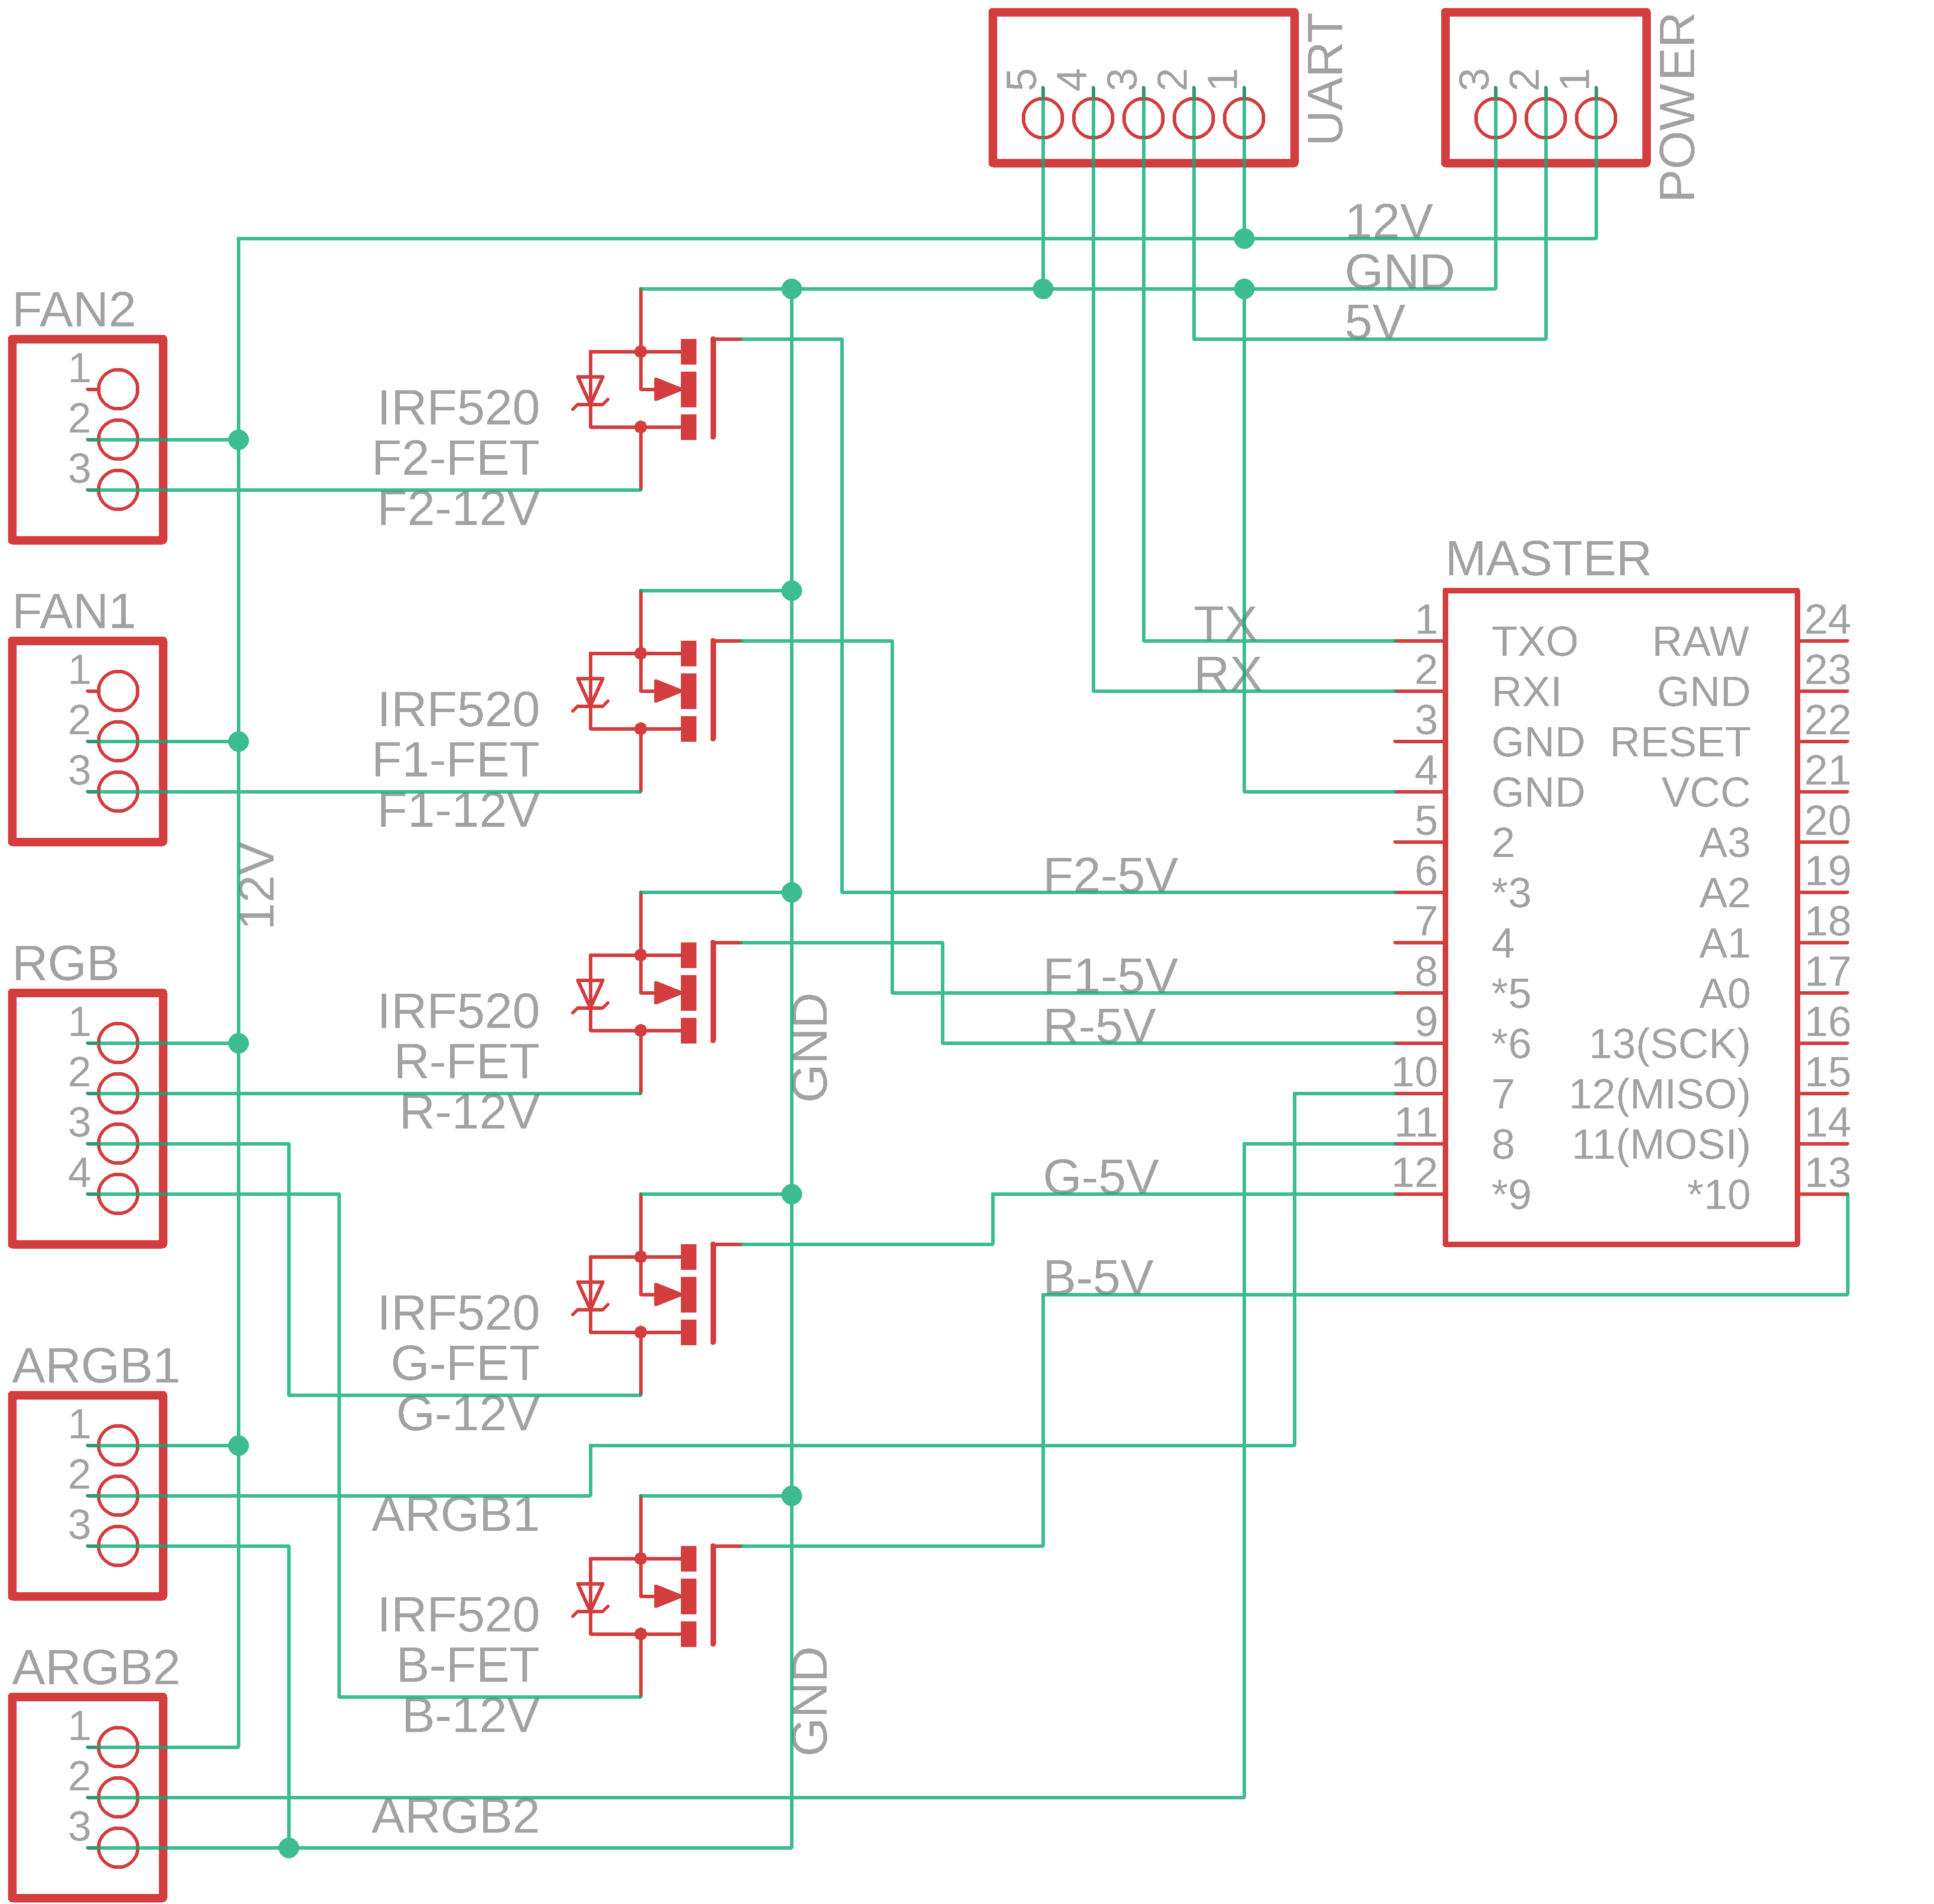 UART
5 4 3 2 1
POWER
3 2 1
12V
GND
5V
FAN2
1
2
3
IRF520
F2-FET
F2-12V
FAN1
1
2
3
IRF520
F1-FET
F1-12V
12V
RGB
1
2
3
4
IRF520
R-FET
R-12V
GND
IRF520
G-FET
G-12V
ARGB1
1
2
3
ARGB1
IRF520
B-FET
B-12V
GND
ARGB2
1
2
3
ARGB2
TX
RX
F2-5V
F1-5V
R-5V
G-5V
B-5V
MASTER
1 TXO RAW 24
2 RXI GND 23
3 GND RESET 22
4 GND VCC 21
5 2 A3 20
6 *3 A2 19
7 4 A1 18
8 *5 A0 17
9 *6 13(SCK) 16
10 7 12(MISO) 15
11 8 11(MOSI) 14
12 *9 *10 13